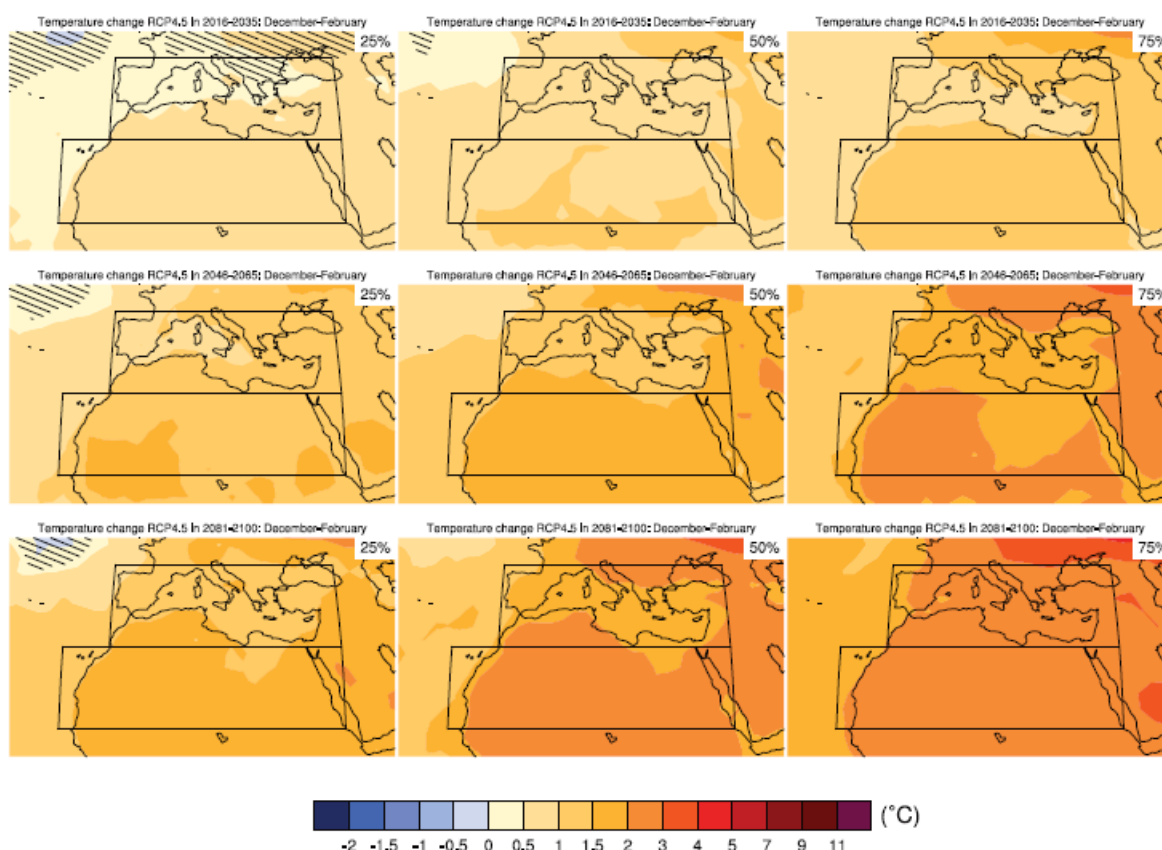 Temperature change RCP4.5 in 2016-2035: December-February
25%
Temperature change RCP4.5 in 2016-2035: December-February
50%
Temperature change RCP4.5 in 2016-2035: December-February
75%
Temperature change RCP4.5 in 2046-2065: December-February
25%
Temperature change RCP4.5 in 2046-2065: December-February
50%
Temperature change RCP4.5 in 2046-2065: December-February
75%
Temperature change RCP4.5 in 2081-2100: December-February
25%
Temperature change RCP4.5 in 2081-2100: December-February
50%
Temperature change RCP4.5 in 2081-2100: December-February
75%
(°C)
-2 -1.5 -1 -0.5 0 0.5 1 1.5 2 3 4 5 7 9 11